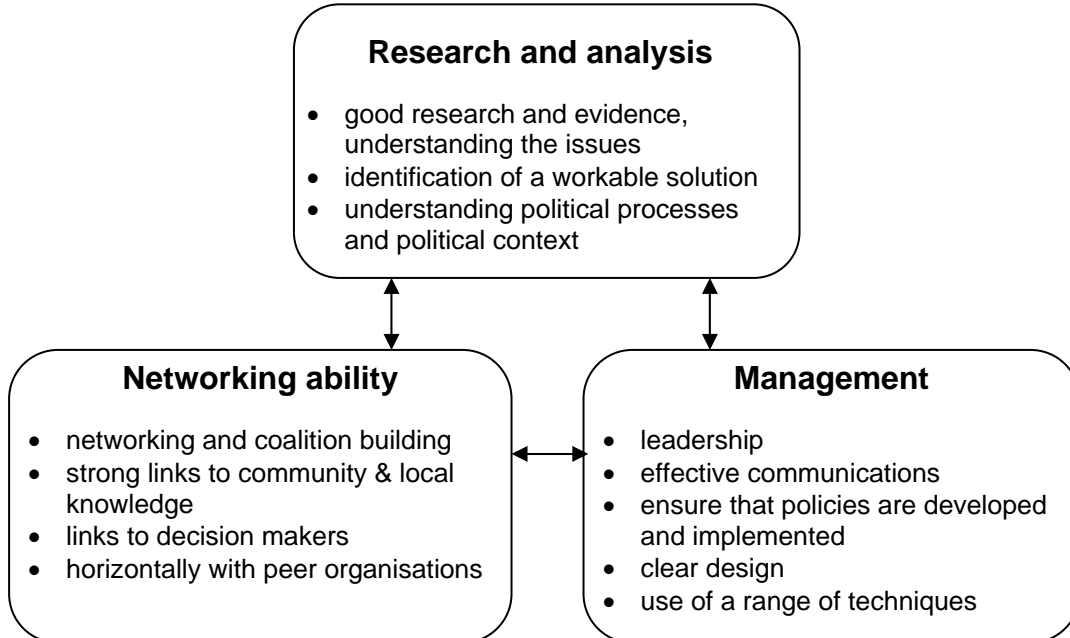 Research and analysis
• good research and evidence,
understanding the issues
• identification of a workable solution
• understanding political processes
and political context
Networking ability
• networking and coalition building
• strong links to community & local
knowledge
• links to decision makers
• horizontally with peer organisations
Management
• leadership
• effective communications
• ensure that policies are developed
and implemented
• clear design
• use of a range of techniques